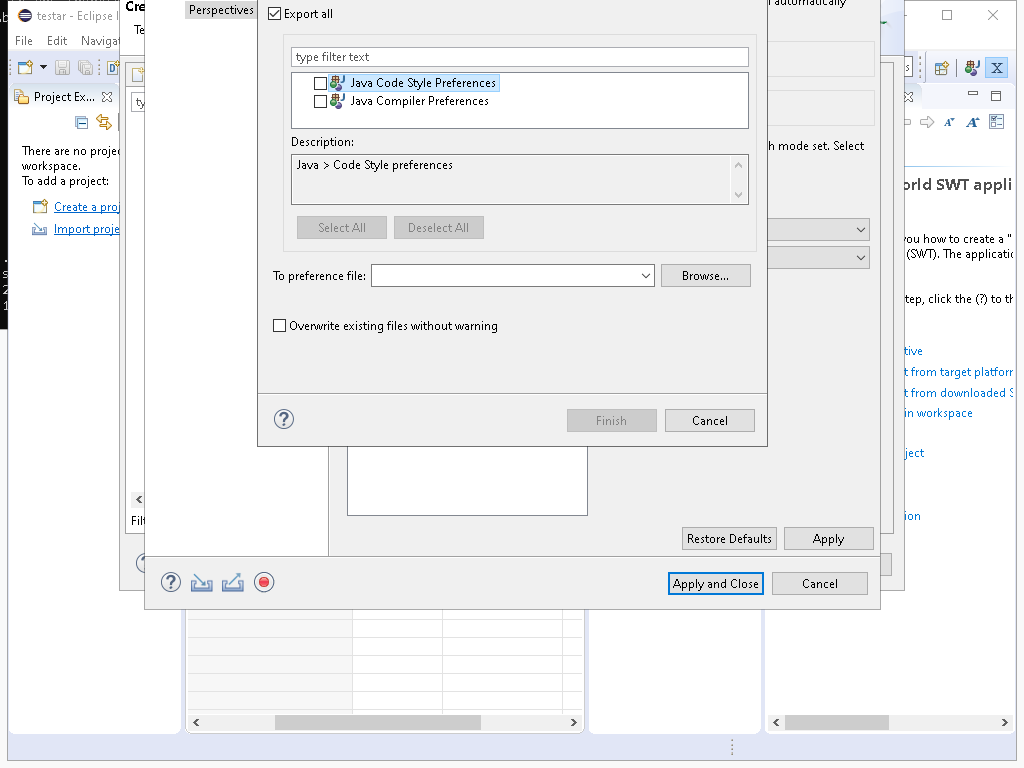 testar - Eclipse
Cre
Perspectives
Export all
automatically
File
Edit
Navigat
Te
type filter text
Project Ex...
ty
Java Code Style Preferences
Java Compiler Preferences
Description:
There are no projec
workspace.
To add a project:
Java > Code Style preferences
h mode set. Select
Create a proj
Import proje
orld SWT appli
Select All
Deselect All
you how to create a "
(SWT). The applicatio
To preference file:
Browse...
tep, click the (?) to th
Overwrite existing files without warning
tive
t from target platforn
t from downloaded S
in workspace
Finish
Cancel
ject
Filt
ion
Restore Defaults
Apply
Apply and Close
Cancel